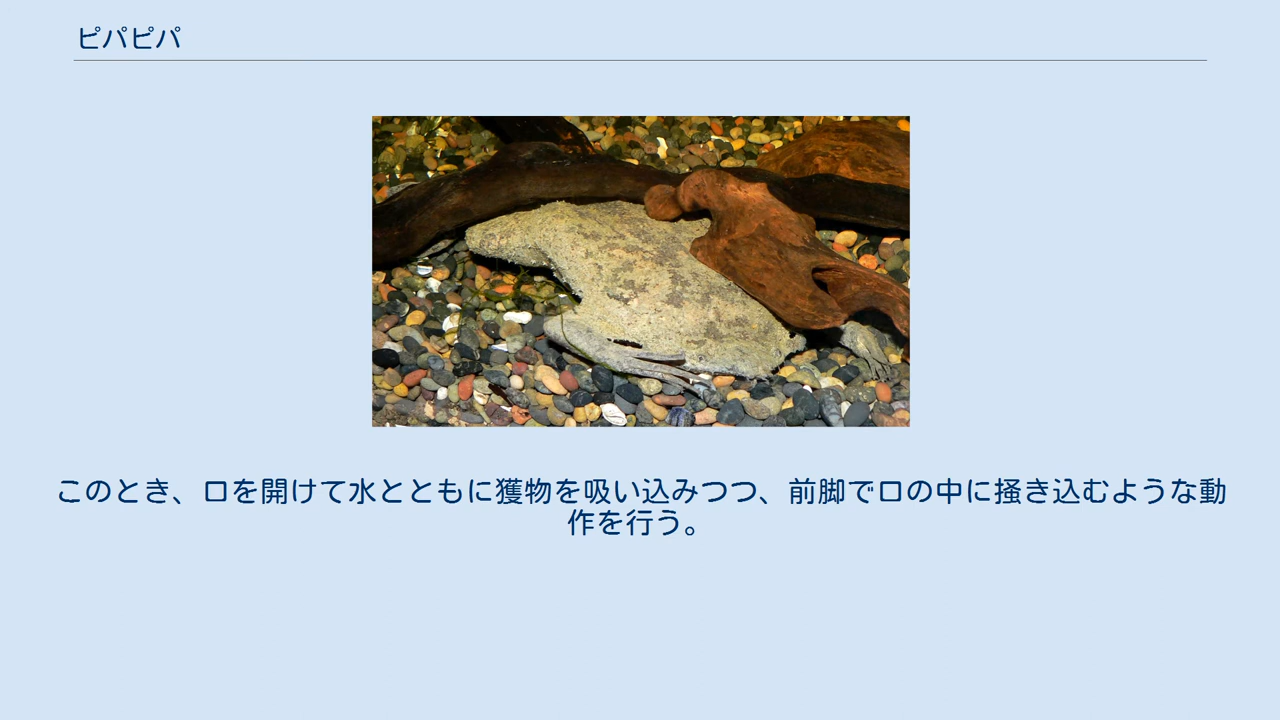 ピパピパ
このとき、口を開けて水とともに獲物を吸い込みつつ、前脚で口の中に掻き込むような動
作を行う。